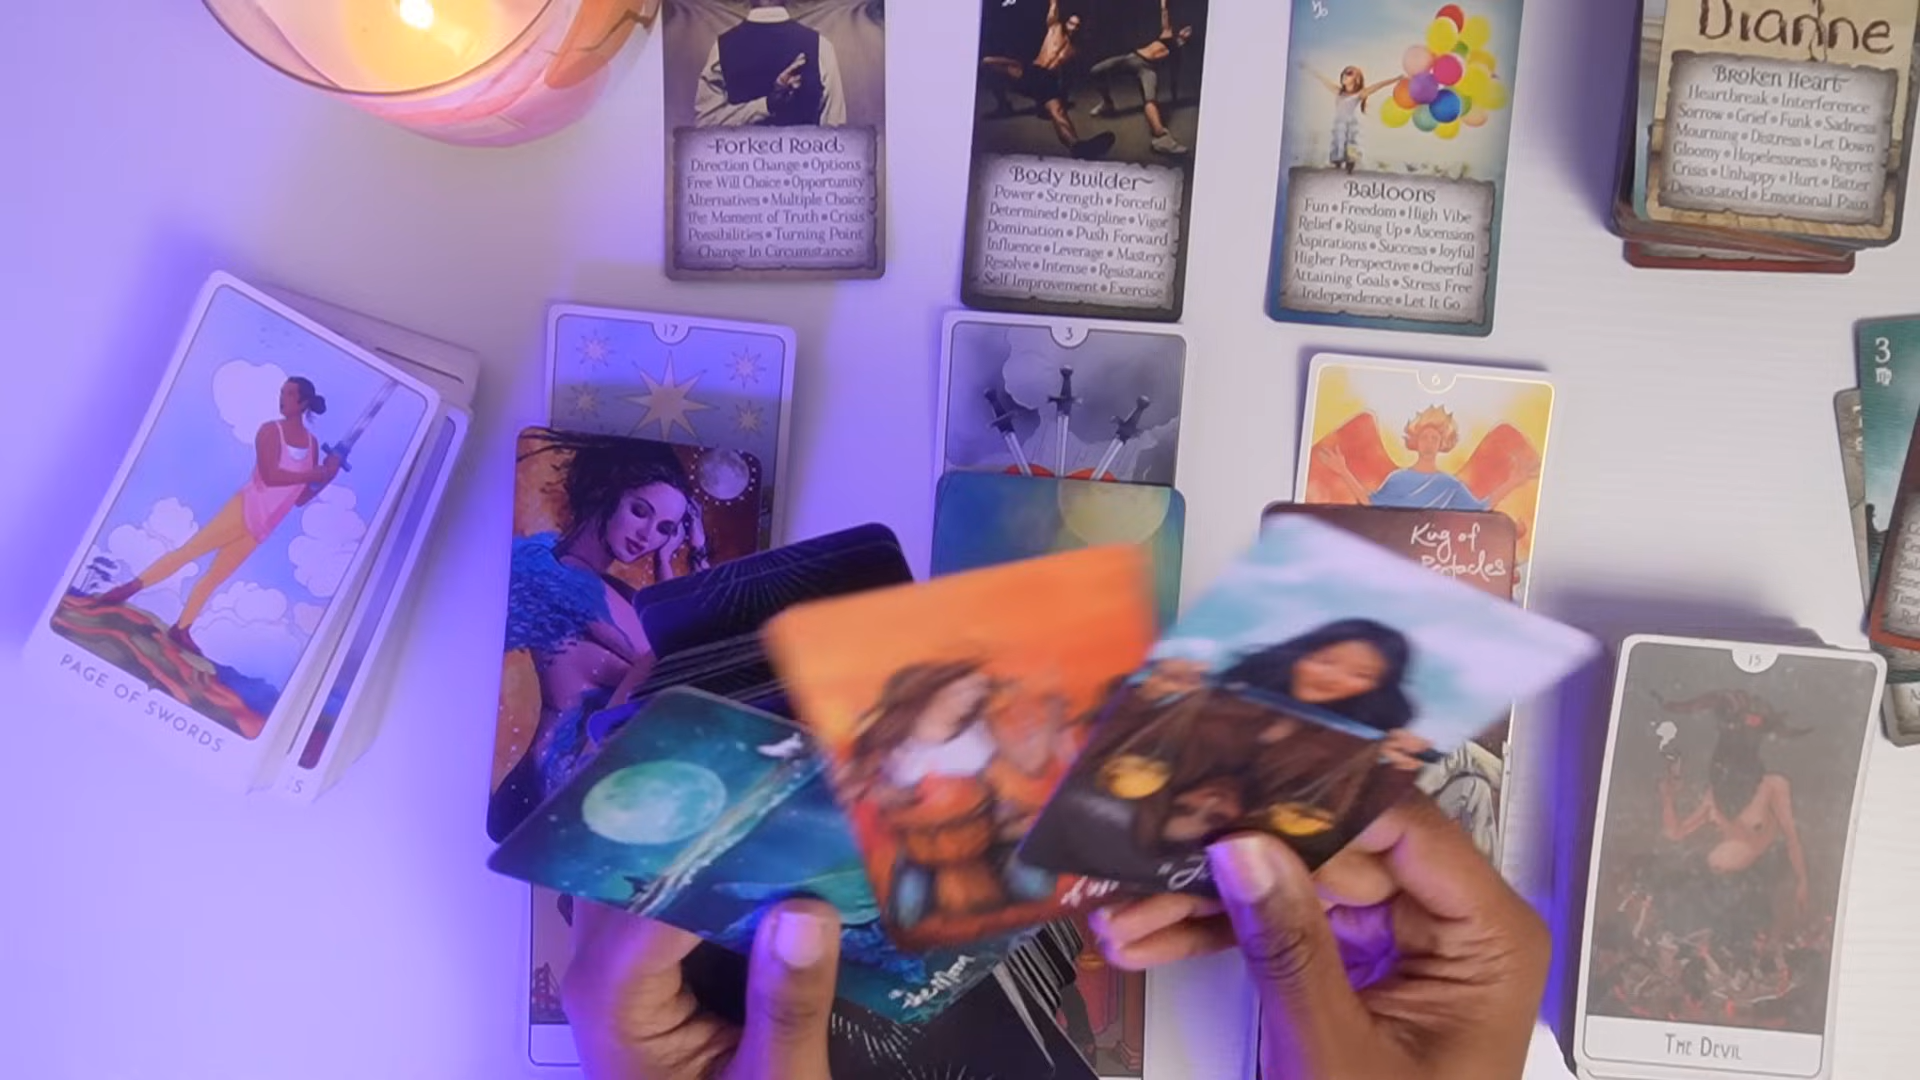 Dianne
Broken Heart
Heartbreak • Interference
Sorrow • Grief • Funk • Sadness
Mourning • Distress • Let Down
Gloomy • Hopelessness • Regret
Crisis • Unhappy • Hurt • Bitter
Devastated • Emotional Pain
Forked Road
Direction Change • Options
Free Will Choice • Opportunity
Alternatives • Multiple Choice
The Moment of Truth • Crisis
Possibilities • Turning Point
Change In Circumstance
Body Builder
Power • Strength • Forceful
Determined • Discipline • Vigor
Domination • Push Forward
Influence • Leverage • Mastery
Resolve • Intense • Resistance
Self Improvement • Exercise
Balloons
Fun • Freedom • High Vibe
Relief • Rising Up • Ascension
Aspirations • Success • Joyful
Higher Perspective • Cheerful
Attaining Goals • Stress Free
Independence • Let It Go
17
3
6
3
PAGE OF SWORDS
King of
Pentacles
15
The Moon
THE DEVIL